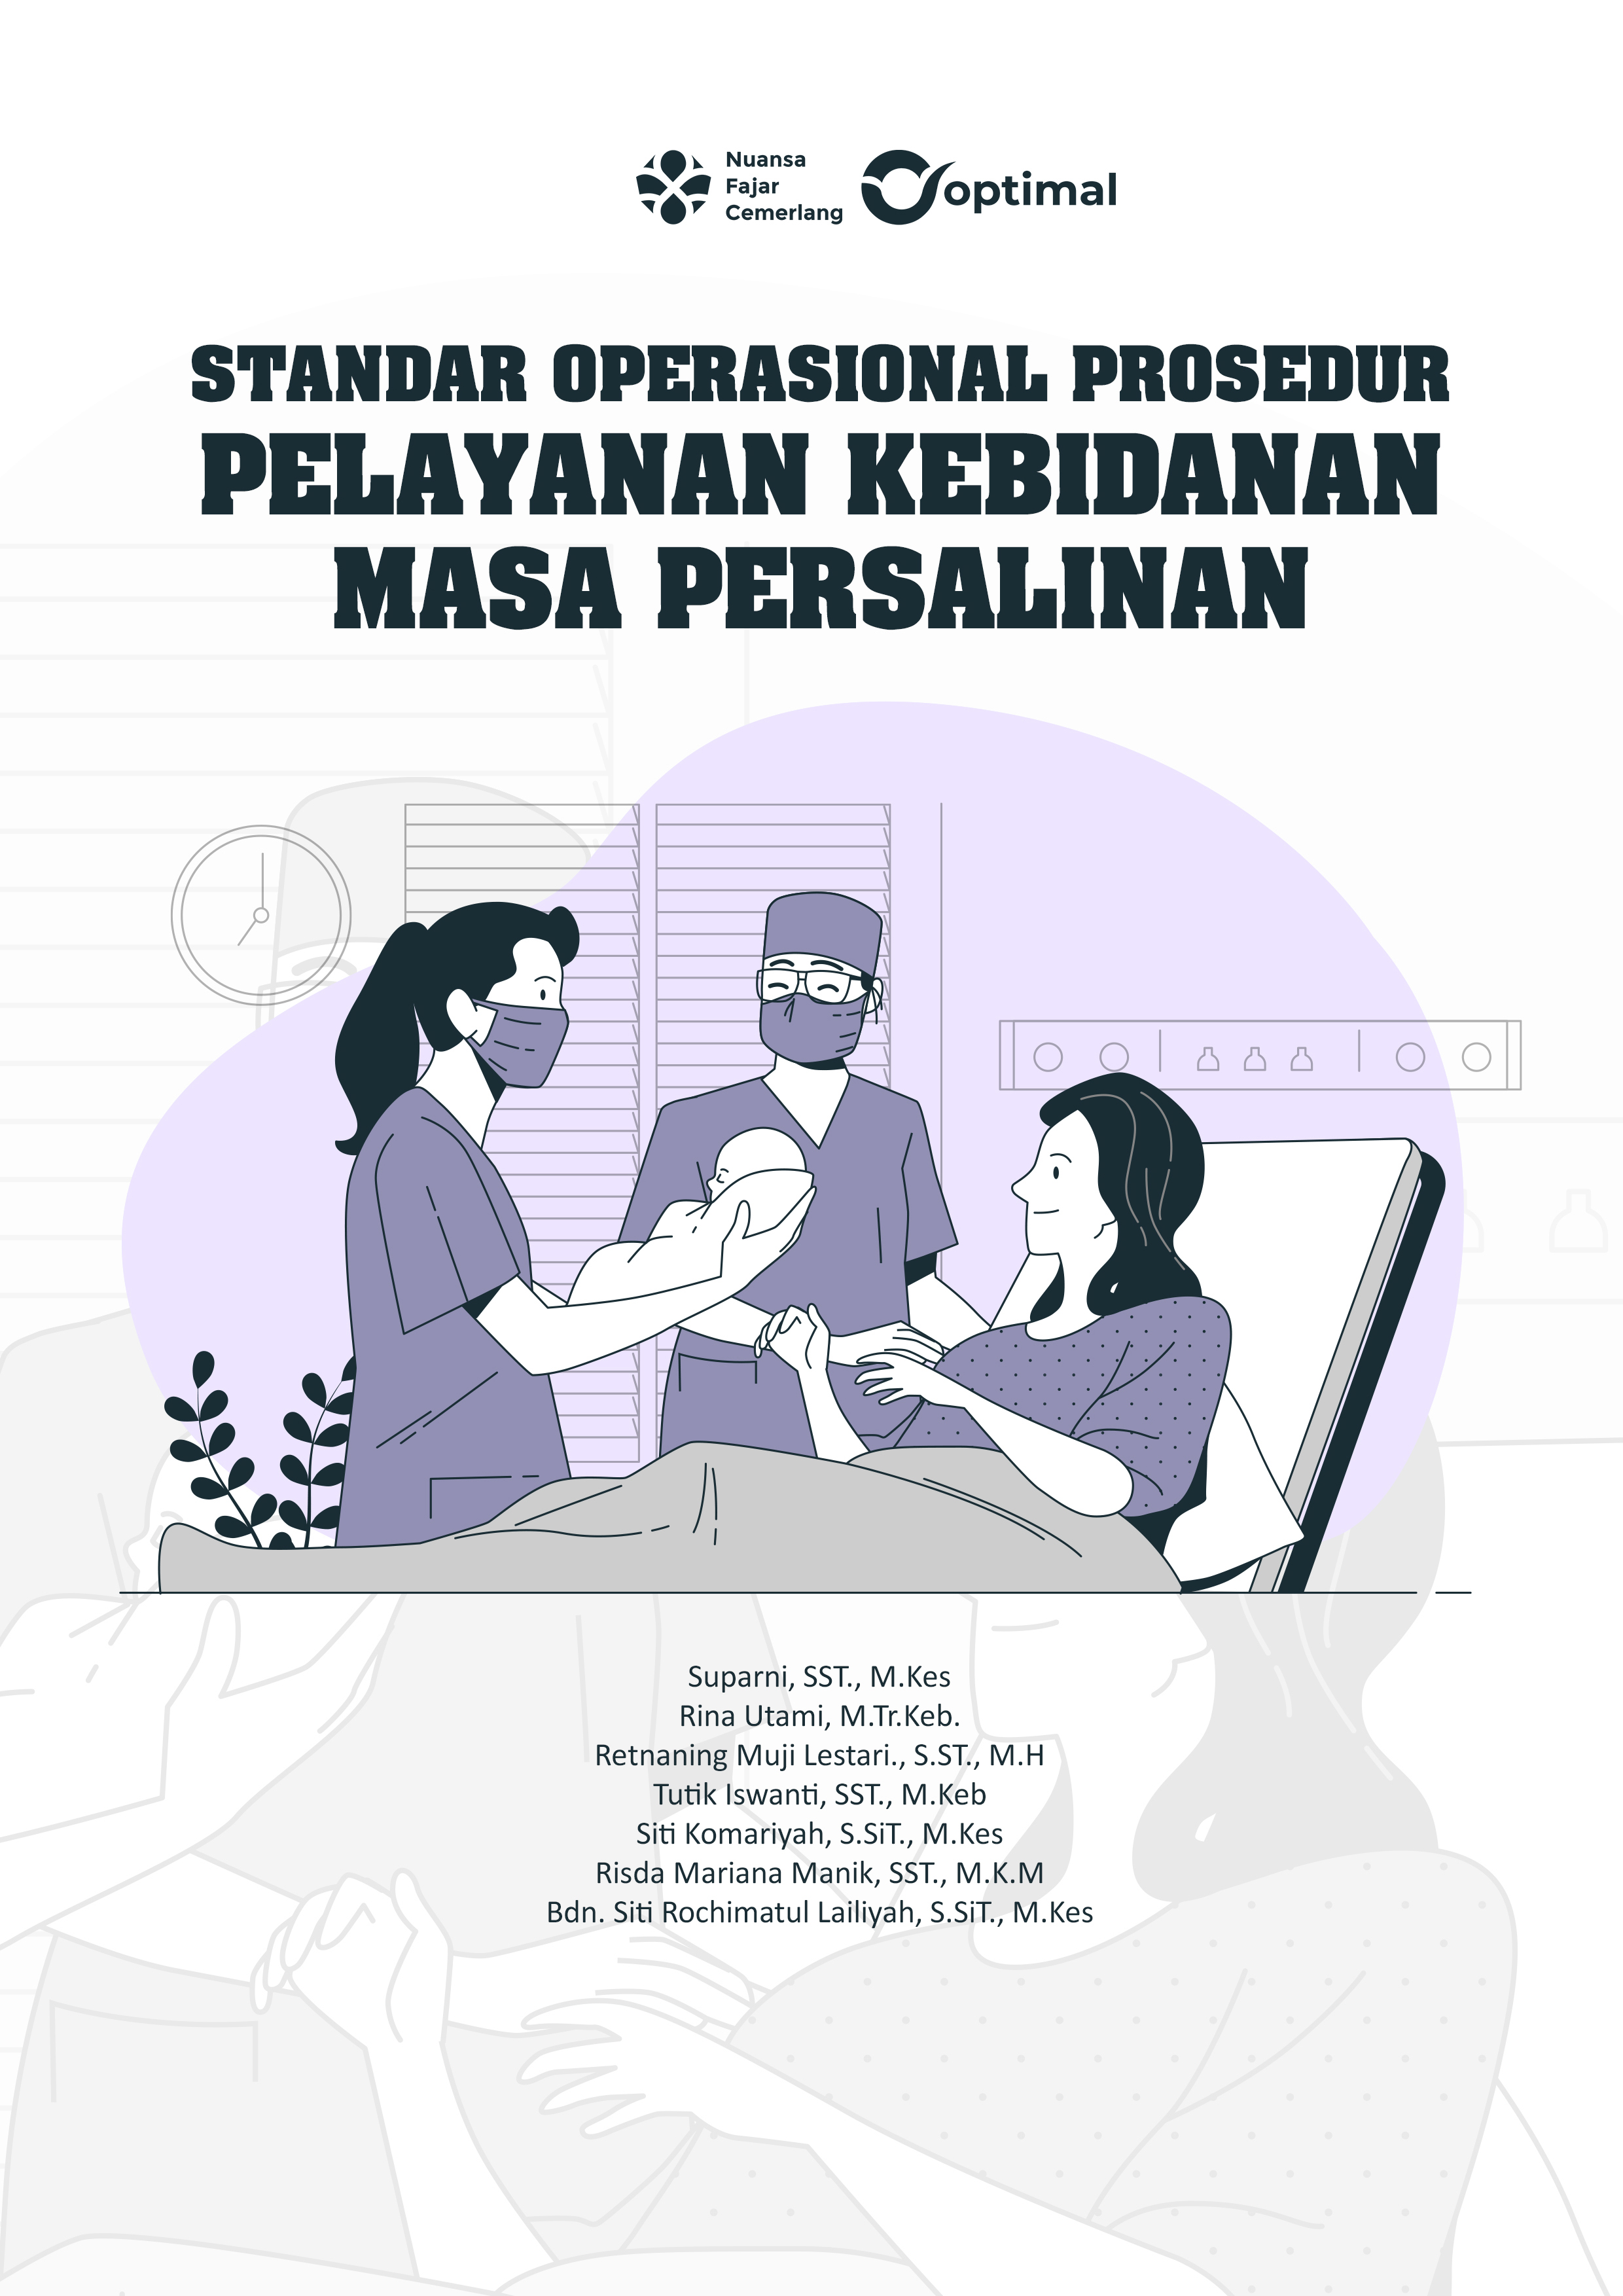 Nuansa
Fajar
Cemerlang
optimal
STANDAR OPERASIONAL PROSEDUR
PELAYANAN KEBIDANAN
MASA PERSALINAN
Suparni, SST., M.Kes
Rina Utami, M.Tr.Keb.
Retnaning Muji Lestari., S.ST., M.H
Tutik Iswanti, SST., M.Keb
Siti Komariyah, S.SiT., M.Kes
Risda Mariana Manik, SST., M.K.M
Bdn. Siti Rochimatul Lailiyah, S.SiT., M.Kes